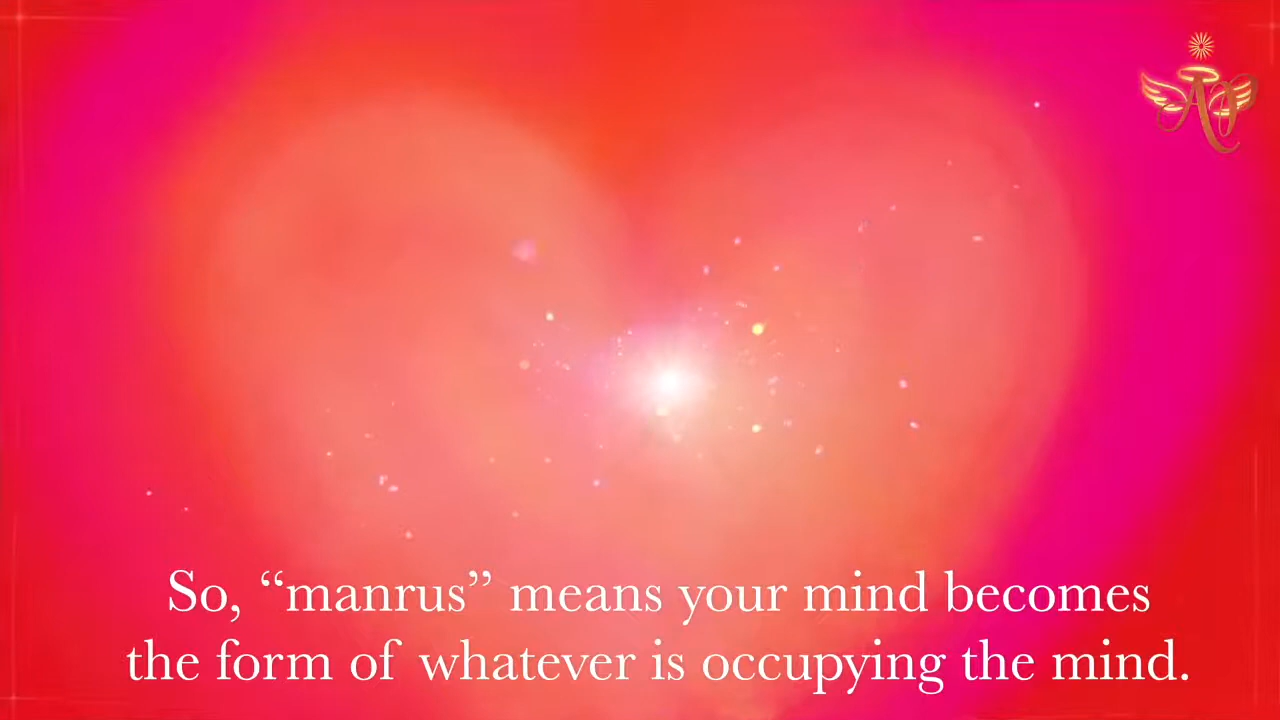 So, “manrus” means your mind becomes
the form of whatever is occupying the mind.